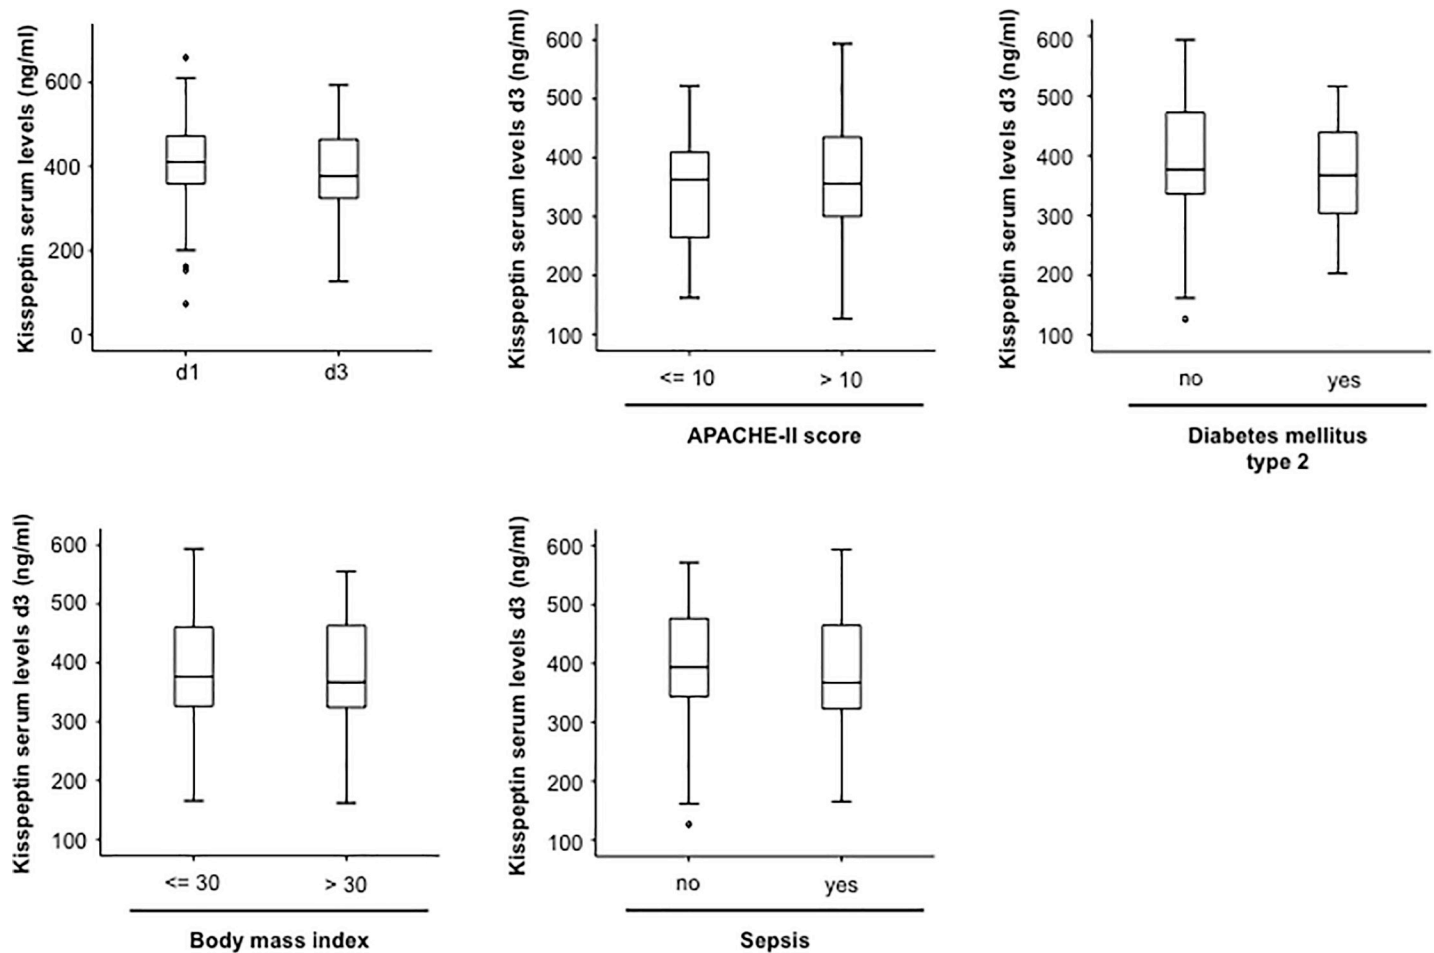 Kisspeptin serum levels (ng/ml)
600
400
200
0
d1 d3
Kisspeptin serum levels d3 (ng/ml)
600
500
400
300
200
100
<= 10 > 10
APACHE-II score
Kisspeptin serum levels d3 (ng/ml)
600
500
400
300
200
100
no yes
Diabetes mellitus
type 2
Kisspeptin serum levels d3 (ng/ml)
600
500
400
300
200
100
<= 30 > 30
Body mass index
Kisspeptin serum levels d3 (ng/ml)
600
500
400
300
200
100
no yes
Sepsis